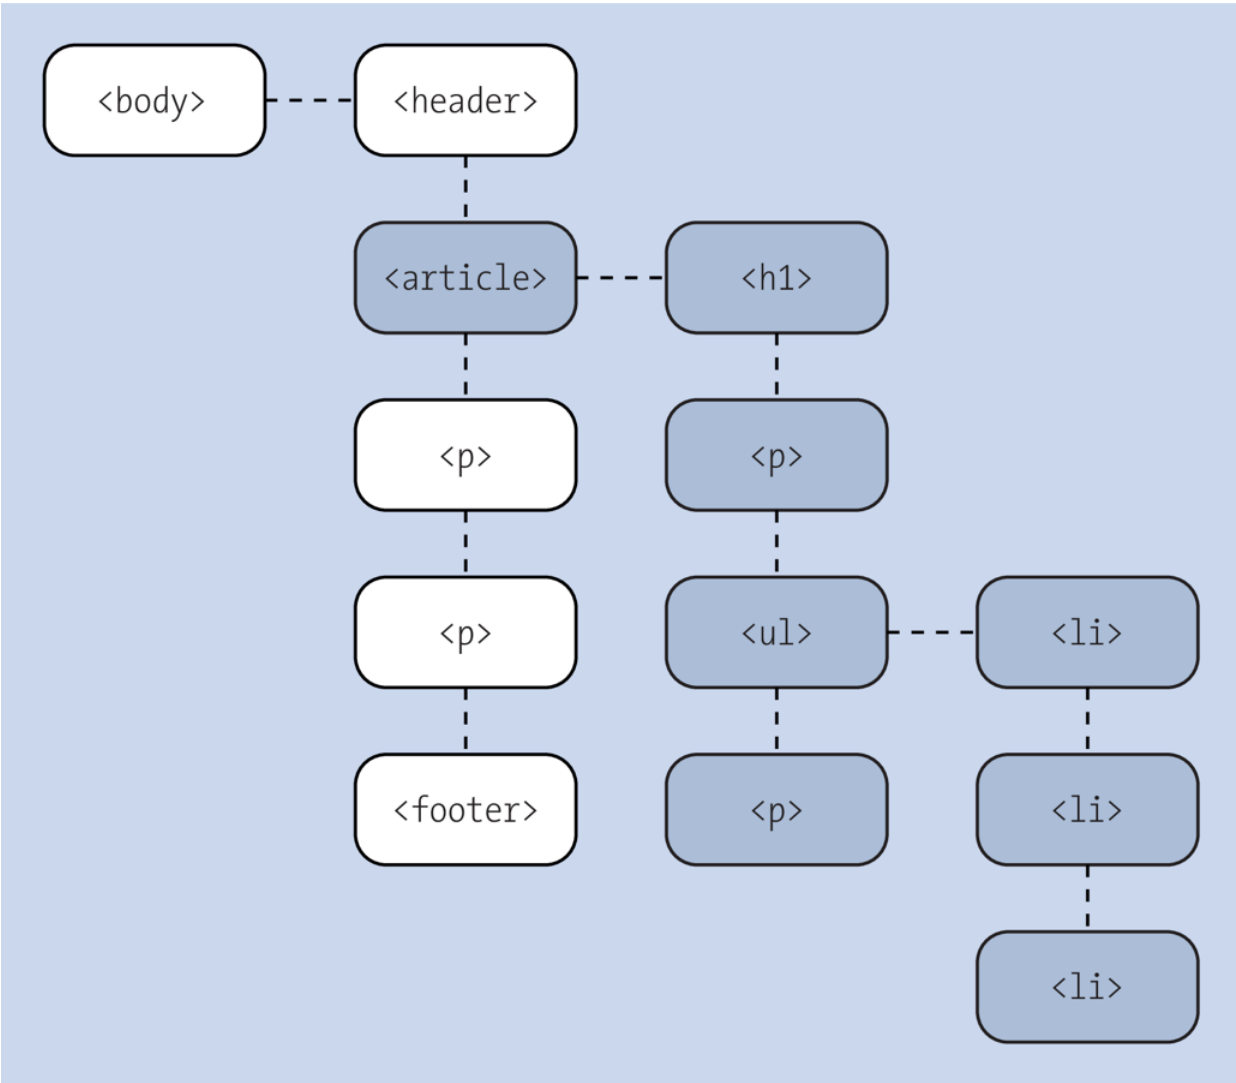 <body>
<header>
<article>
<h1>
<p>
<p>
<p>
<ul>
<li>
<footer>
<p>
<li>
<li>